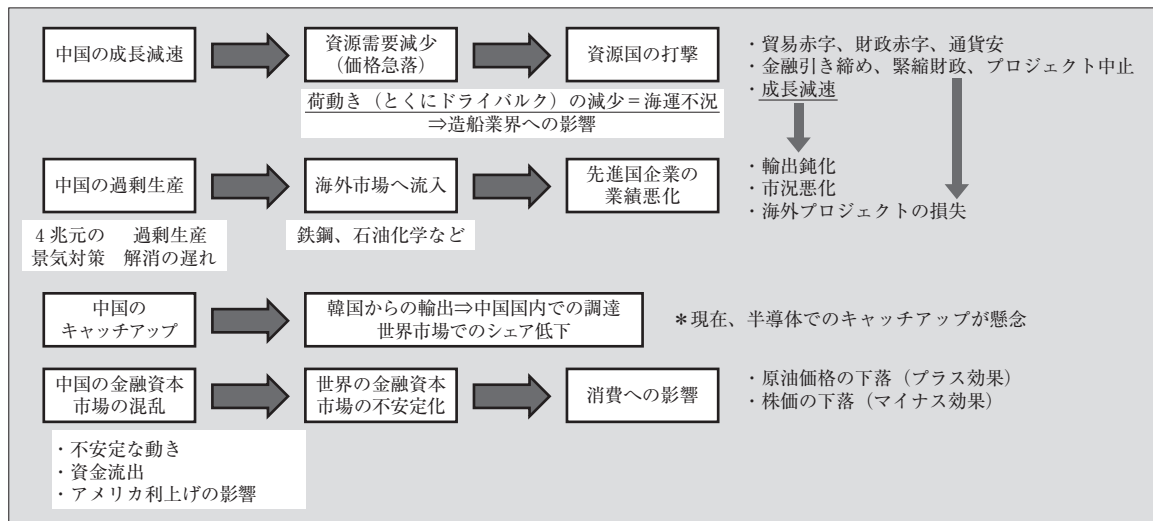 中国の成長減速
資源需要減少
（価格急落）
資源国の打撃
・貿易赤字、財政赤字、通貨安
・金融引き締め、緊縮財政、プロジェクト中止
・成長減速
荷動き（とくにドライバルク）の減少＝海運不況
⇒造船業界への影響
中国の過剰生産
海外市場へ流入
先進国企業の
業績悪化
・輸出鈍化
・市況悪化
・海外プロジェクトの損失
4兆元の 過剰生産
景気対策 解消の遅れ
鉄鋼、石油化学など
中国の
キャッチアップ
韓国からの輸出⇒中国国内での調達
世界市場でのシェア低下
＊現在、半導体でのキャッチアップが懸念
中国の金融資本
市場の混乱
世界の金融資本
市場の不安定化
消費への影響
・原油価格の下落（プラス効果）
・株価の下落（マイナス効果）
・不安定な動き
・資金流出
・アメリカ利上げの影響